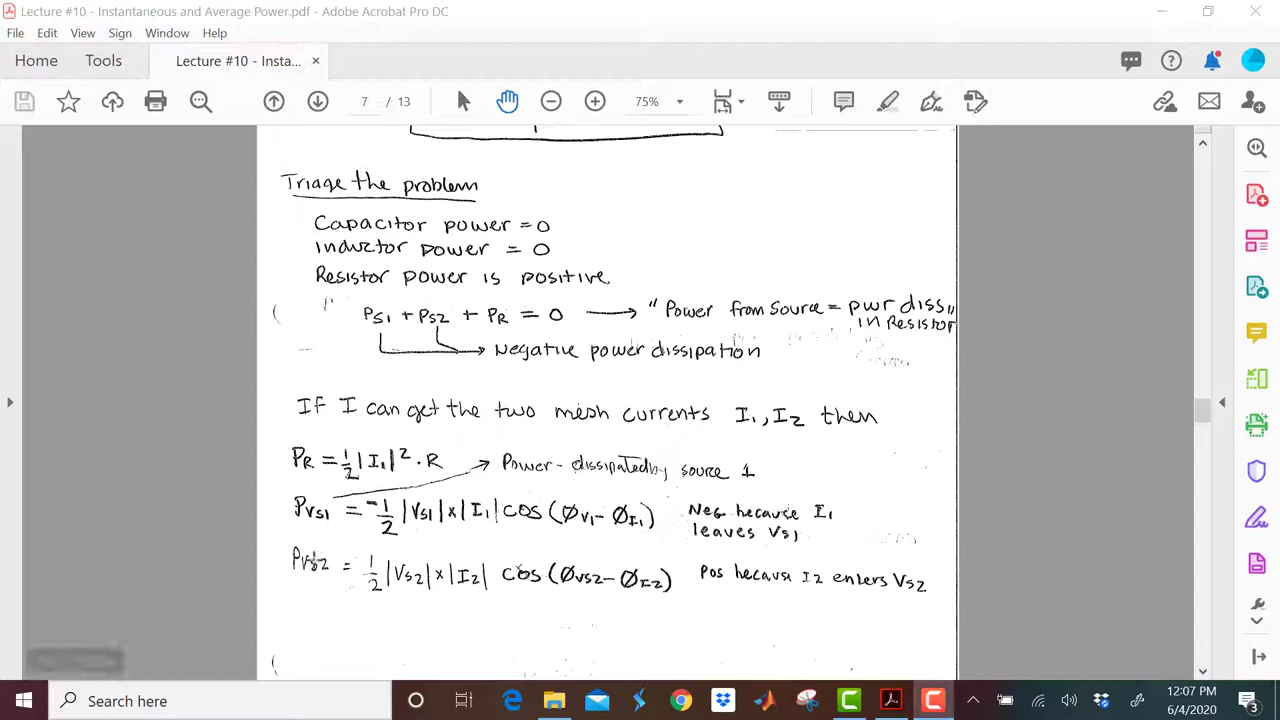 Lecture #10 - Instantaneous and Average Power.pdf - Adobe Acrobat Pro DC
File Edit View Sign Window Help
Home Tools Lecture #10 - Insta... ×
7 / 13 75%
Triage the problem
Capacitor power = 0
Inductor power = 0
Resistor power is positive
PS1 + PS2 + PR = 0 → "Power from Source = pwr diss
in Resistor
Negative power dissipation
If I can get the two mesh currents I1, I2 then
PR = 1/2 |I1|² · R
Power-dissipated by source 1
PVS1 = -1/2 |VS1| x |I1| cos (ØV1 - ØI1) Neg because I1
leaves VS1
PVS2 = 1/2 |VS2| x |I2| cos (ØVS2 - ØI2) Pos because I2 enters VS2
Search here
12:07 PM
6/4/2020
3